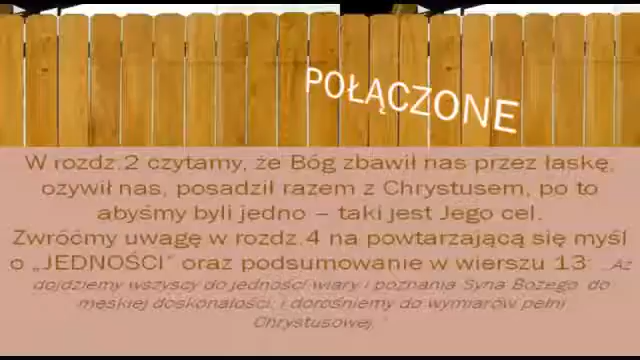 POŁĄCZONE
W rozdz.2 czytamy, że Bóg zbawił nas przez łaskę,
ożywił nas, posadził razem z Chrystusem, po to
abyśmy byli jedno – taki jest Jego cel.
Zwróćmy uwagę w rozdz.4 na powtarzającą się myśl
o „JEDNOŚCI" oraz podsumowanie w wierszu 13: „Aż
dojdziemy wszyscy do jedności wiary i poznania Syna Bożego, do
męskiej doskonałości, i dorośniemy do wymiarów pełni
Chrystusowej."